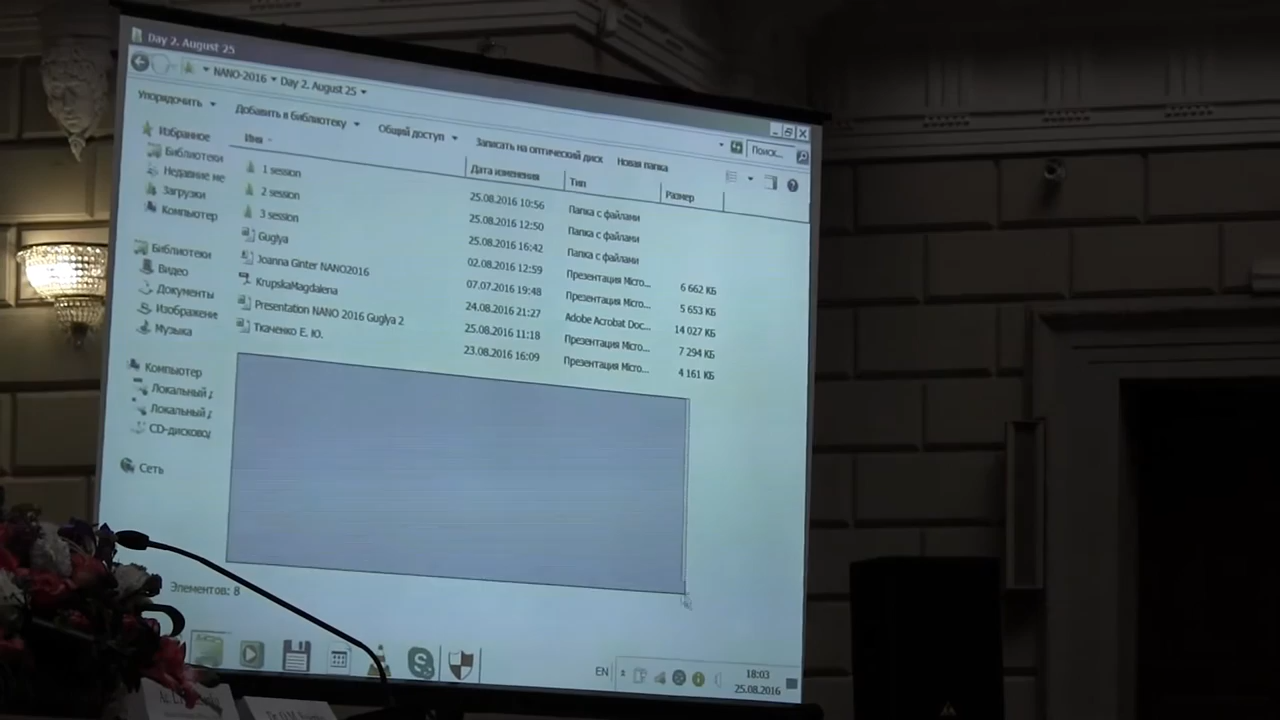 Day 2, August 25
NANO-2016 Day 2, August 25
Поиск...
Упорядочить Добавить в библиотеку Общий доступ Записать на оптический диск Новая папка
Избранное
Библиотеки
Недавние ме
Загрузки
Компьютер
Библиотеки
Видео
Документы
Изображени
Музыка
Компьютер
Локальный д
Локальный д
CD-дисковод
Сеть
Имя Дата изменения Тип Размер
1 session 25.08.2016 10:56 Папка с файлами
2 session 25.08.2016 12:50 Папка с файлами
3 session 25.08.2016 16:42 Папка с файлами
Guglya 02.08.2016 12:59 Презентация Micro... 6 662 КБ
Joanna Ginter NANO2016 07.07.2016 19:48 Презентация Micro... 5 653 КБ
KrupskaMagdalena 24.08.2016 21:27 Adobe Acrobat Doc... 14 027 КБ
Presentation NANO 2016 Guglya 2 25.08.2016 11:18 Презентация Micro... 7 294 КБ
Ткаченко Е. Ю. 23.08.2016 16:09 Презентация Micro... 4 161 КБ
Элементов: 8
EN
18:03
25.08.2016